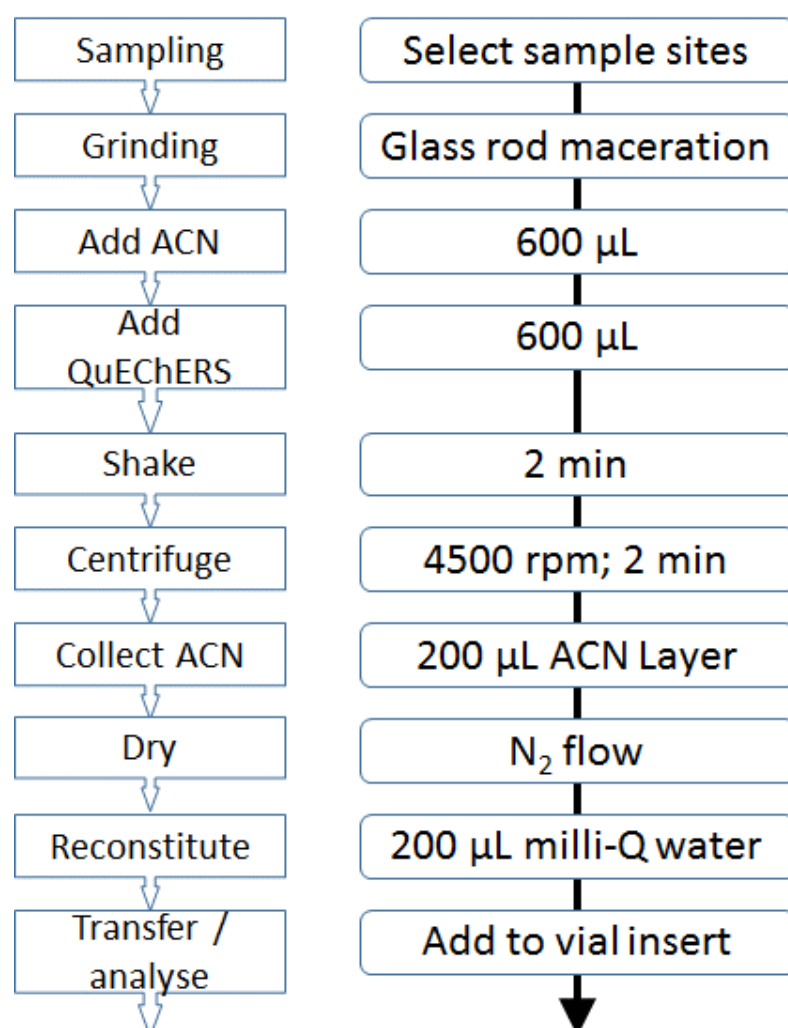 Sampling
Select sample sites
Grinding
Glass rod maceration
Add ACN
600 µL
Add
QuEChERS
600 µL
Shake
2 min
Centrifuge
4500 rpm; 2 min
Collect ACN
200 µL ACN Layer
Dry
N₂ flow
Reconstitute
200 µL milli-Q water
Transfer /
analyse
Add to vial insert